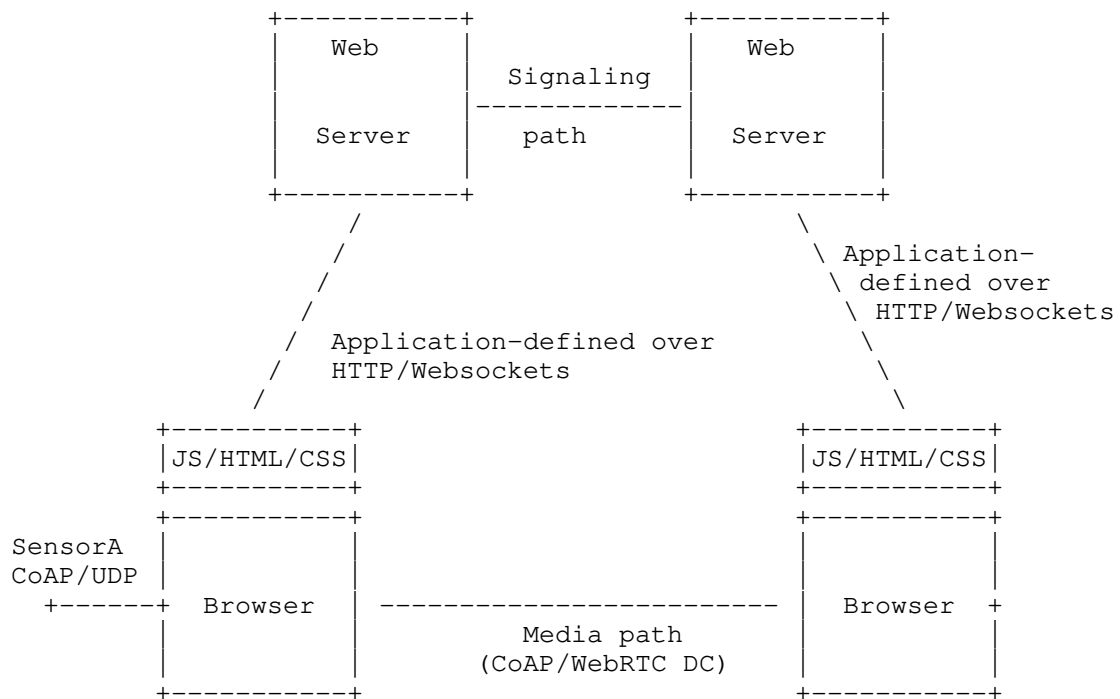 Web Web
Signaling
Server path Server
Application-
defined over
HTTP/Websockets
Application-defined over
HTTP/Websockets
JS/HTML/CSS JS/HTML/CSS
SensorA
CoAP/UDP
Browser Browser
Media path
(CoAP/WebRTC DC)